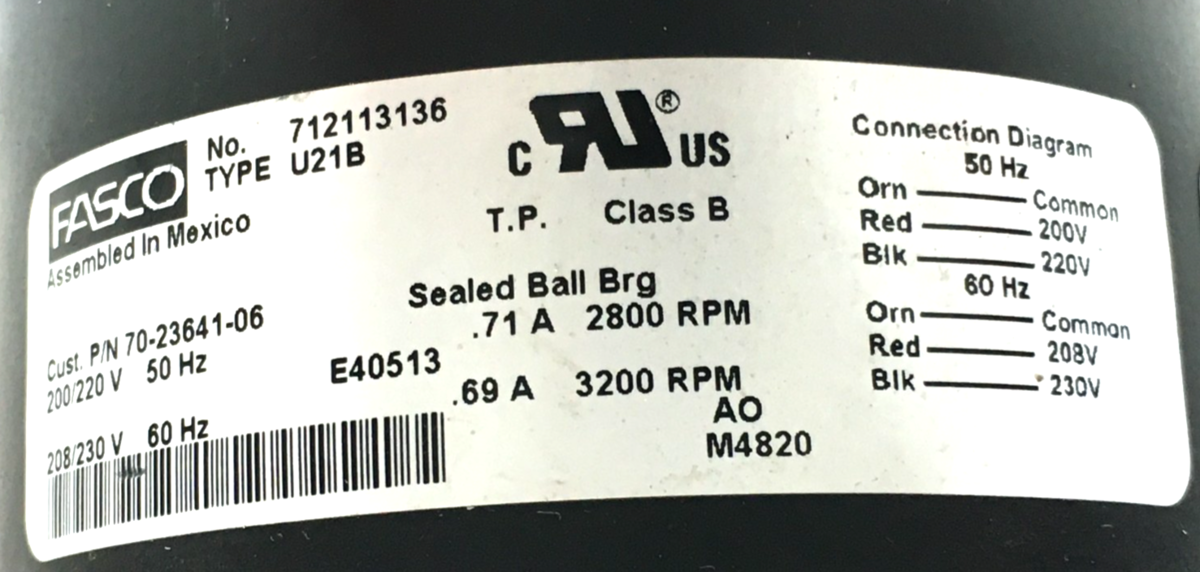 FASCO
No. 712113136
TYPE U21B
Assembled In Mexico
Cust. P/N 70-23641-06
200/220 V 50 Hz
208/230 V 60 Hz
C RU ® US
T.P. Class B
Sealed Ball Brg
.71 A 2800 RPM
E40513
.69 A 3200 RPM
AO
M4820
Connection Diagram
50 Hz
Orn Common
Red 200V
Blk 220V
60 Hz
Orn Common
Red 208V
Blk 230V